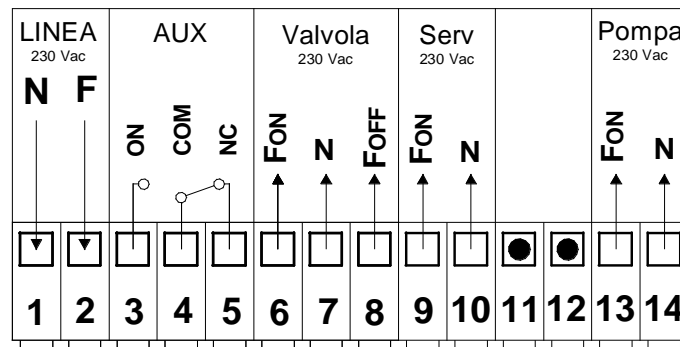 LINEA AUX Valvola Serv Pompa
230 Vac 230 Vac 230 Vac 230 Vac
N F ON COM NC FON N FOFF FON N FON N
1 2 3 4 5 6 7 8 9 10 11 12 13 14